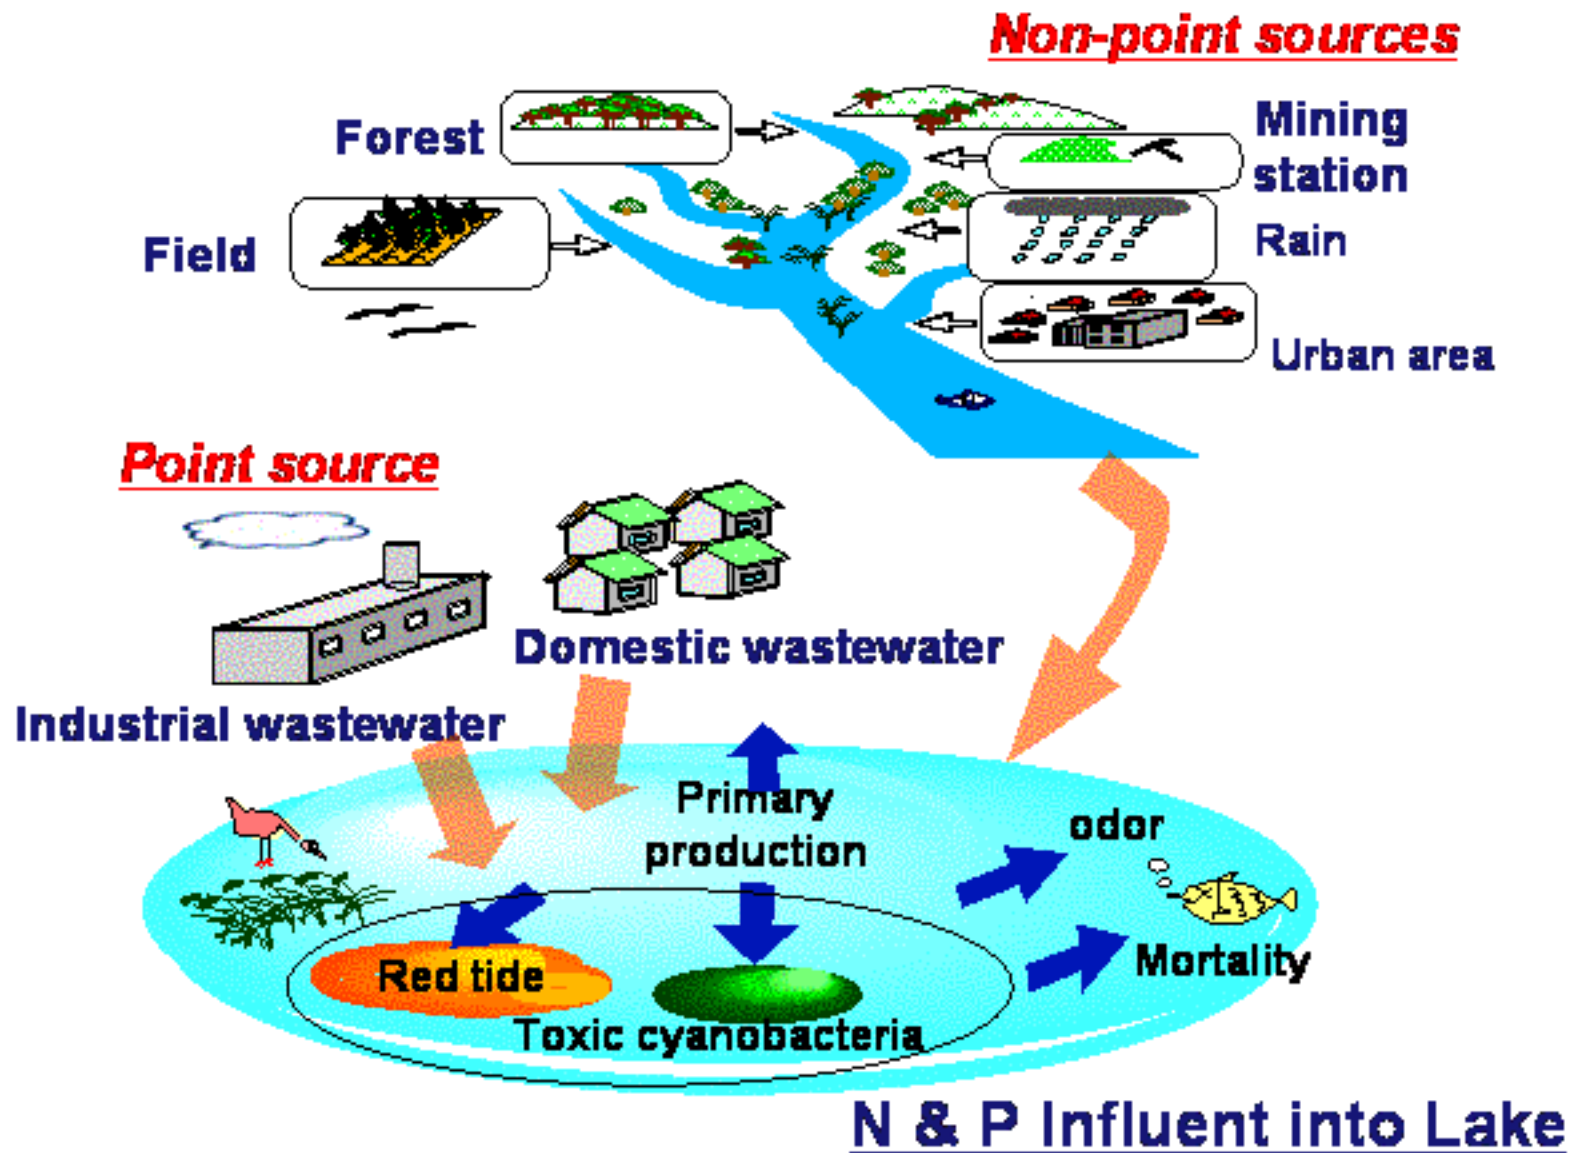 Non-point sources
Forest
Mining
station
Field
Rain
Urban area
Point source
Domestic wastewater
Industrial wastewater
Primary
production
odor
Red tide
Mortality
Toxic cyanobacteria
N & P Influent into Lake